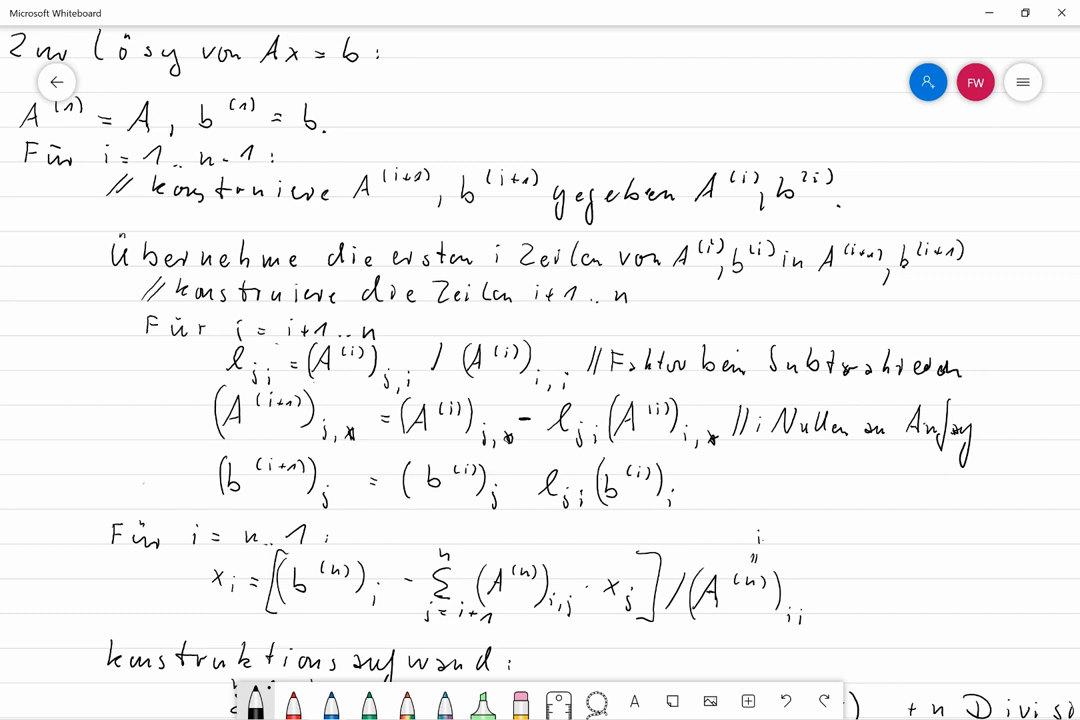 Microsoft Whiteboard
Zur Lösg von Ax = b :
FW
A^(1) = A, b^(1) = b.
Für i = 1 .. n-1 :
// konstruiere A^(i+1), b^(i+1) gegeben A^(i), b^(i).
Übernehme die ersten i Zeilen von A^(i), b^(i) in A^(i+1), b^(i+1)
// konstruiere die Zeilen i+1 .. n
Für j = i+1 .. n
l_ji = (A^(i))_j,i / (A^(i))_i,i // Faktor beim Subtrahieren
(A^(i+1))_j,* = (A^(i))_j,* - l_ji (A^(i))_i,* // i Nullen am Anfag
(b^(i+1))_j = (b^(i))_j l_ji (b^(i))_i
Für i = n .. 1 :
i
"
x_i = [(b^(n))_i - Σ_{j=i+1}^n (A^(n))_i,j · x_j] / (A^(n))_ii
konstruktionsaufwand :
A
) + n Diviso